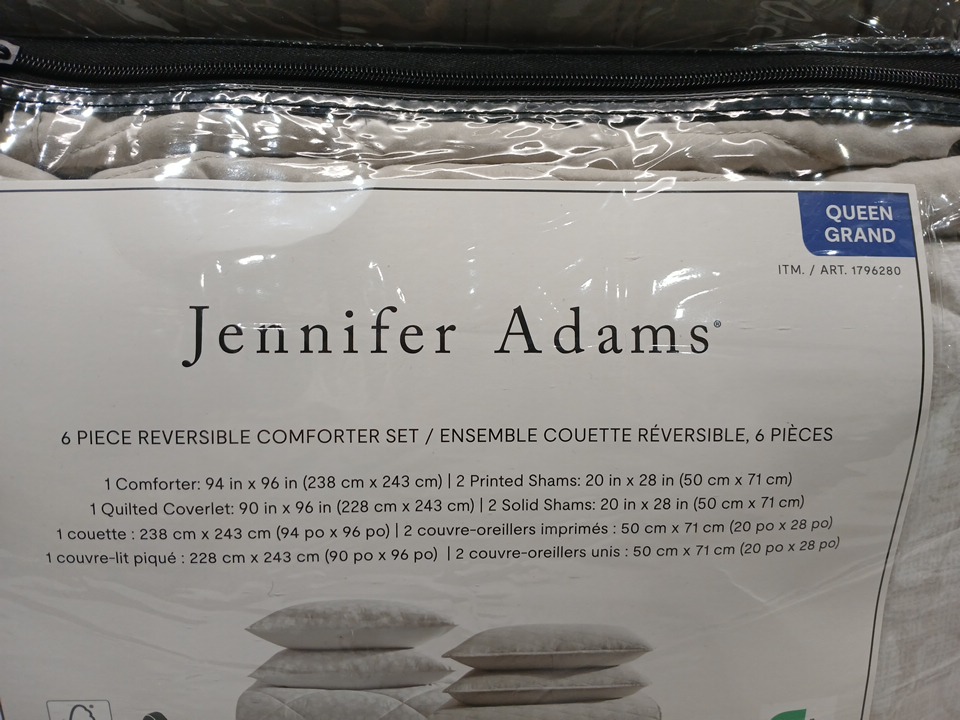 QUEEN
GRAND
ITM. / ART. 1796280
Jennifer Adams®
6 PIECE REVERSIBLE COMFORTER SET / ENSEMBLE COUETTE RÉVERSIBLE, 6 PIÈCES
1 Comforter: 94 in x 96 in (238 cm x 243 cm) | 2 Printed Shams: 20 in x 28 in (50 cm x 71 cm)
1 Quilted Coverlet: 90 in x 96 in (228 cm x 243 cm) | 2 Solid Shams: 20 in x 28 in (50 cm x 71 cm)
1 couette : 238 cm x 243 cm (94 po x 96 po) | 2 couvre-oreillers imprimés : 50 cm x 71 cm (20 po x 28 po)
1 couvre-lit piqué : 228 cm x 243 cm (90 po x 96 po) | 2 couvre-oreillers unis : 50 cm x 71 cm (20 po x 28 po)